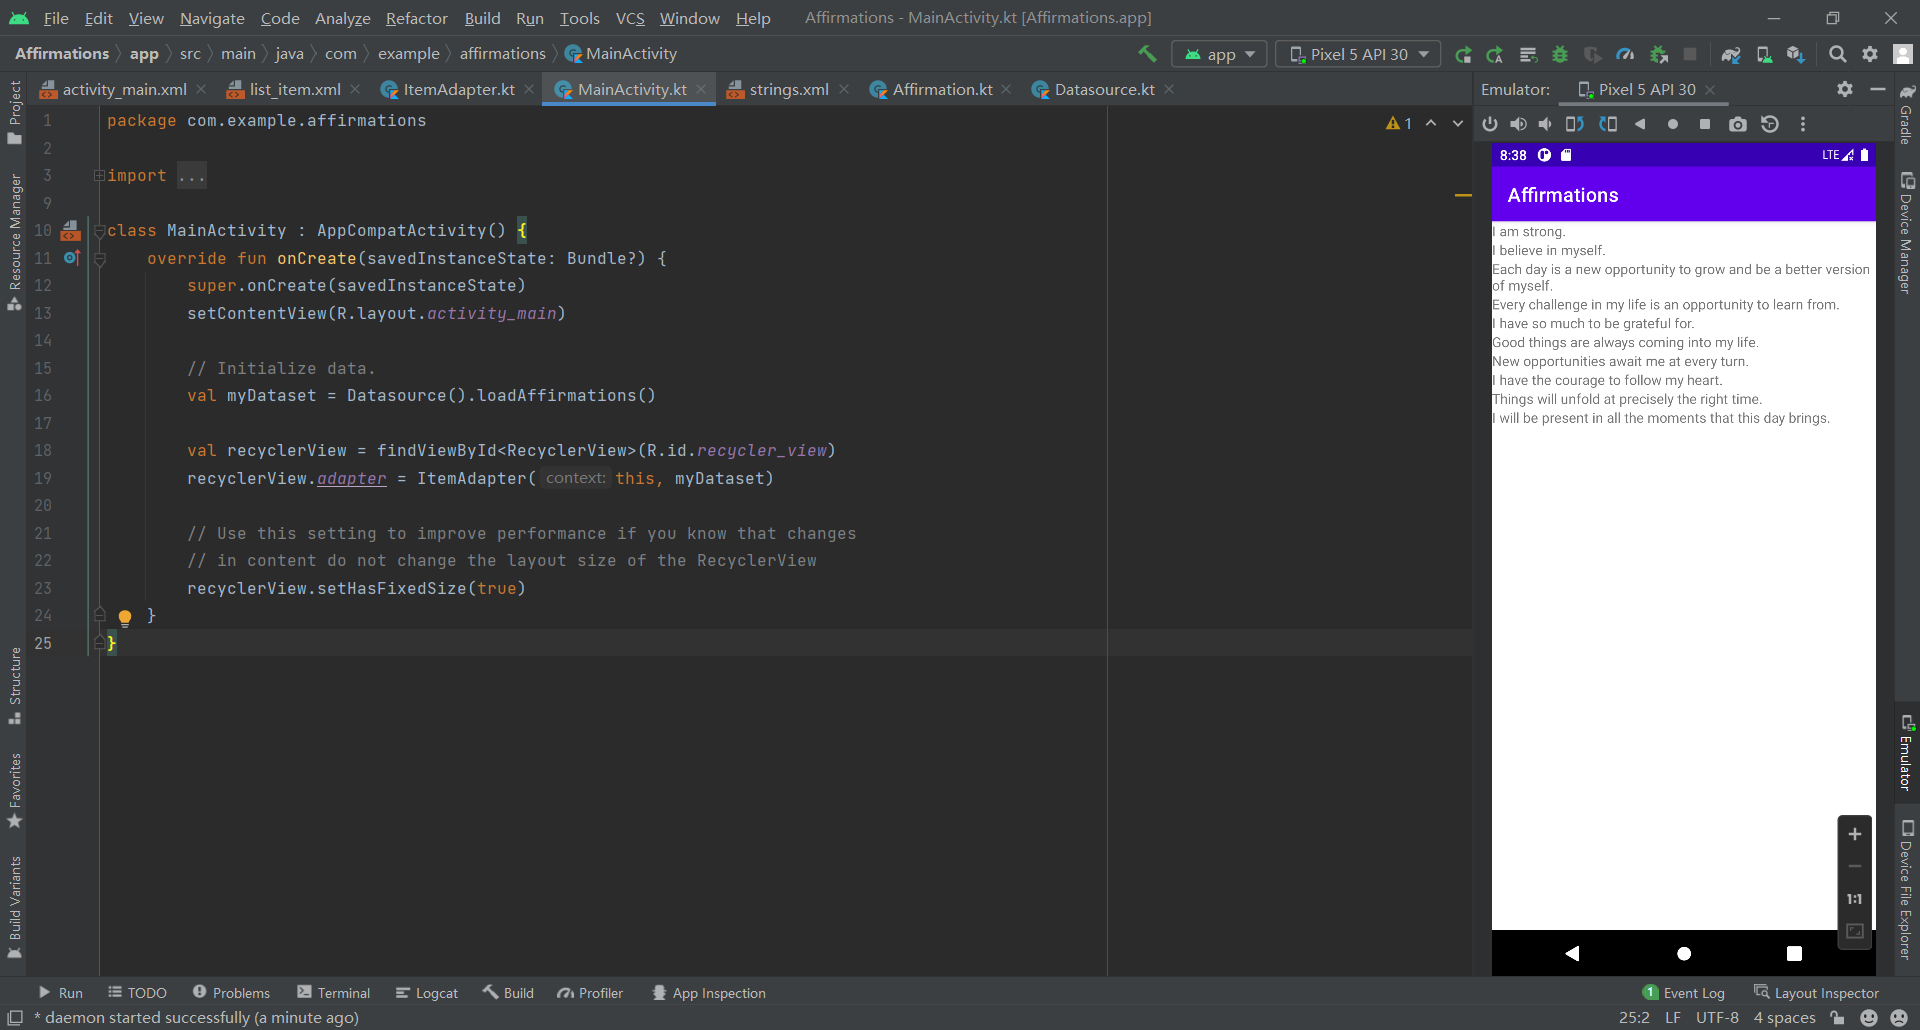 File Edit View Navigate Code Analyze Refactor Build Run Tools VCS Window Help Affirmations - MainActivity.kt [Affirmations.app]
Affirmations app src main java com example affirmations MainActivity app Pixel 5 API 30
activity_main.xml list_item.xml ItemAdapter.kt MainActivity.kt strings.xml Affirmation.kt Datasource.kt Emulator: Pixel 5 API 30
Project
Resource Manager
Structure
Favorites
Build Variants
1 package com.example.affirmations
2
3 import ...
9
10 class MainActivity : AppCompatActivity() {
11 override fun onCreate(savedInstanceState: Bundle?) {
12 super.onCreate(savedInstanceState)
13 setContentView(R.layout.activity_main)
14
15 // Initialize data.
16 val myDataset = Datasource().loadAffirmations()
17
18 val recyclerView = findViewById<RecyclerView>(R.id.recycler_view)
19 recyclerView.adapter = ItemAdapter( context: this, myDataset)
20
21 // Use this setting to improve performance if you know that changes
22 // in content do not change the layout size of the RecyclerView
23 recyclerView.setHasFixedSize(true)
24 }
25 }
1
8:38 LTE
Affirmations
I am strong.
I believe in myself.
Each day is a new opportunity to grow and be a better version
of myself.
Every challenge in my life is an opportunity to learn from.
I have so much to be grateful for.
Good things are always coming into my life.
New opportunities await me at every turn.
I have the courage to follow my heart.
Things will unfold at precisely the right time.
I will be present in all the moments that this day brings.
1:1
Gradle
Device Manager
Emulator
Device File Explorer
Run TODO Problems Terminal Logcat Build Profiler App Inspection 1 Event Log Layout Inspector
* daemon started successfully (a minute ago) 25:2 LF UTF-8 4 spaces